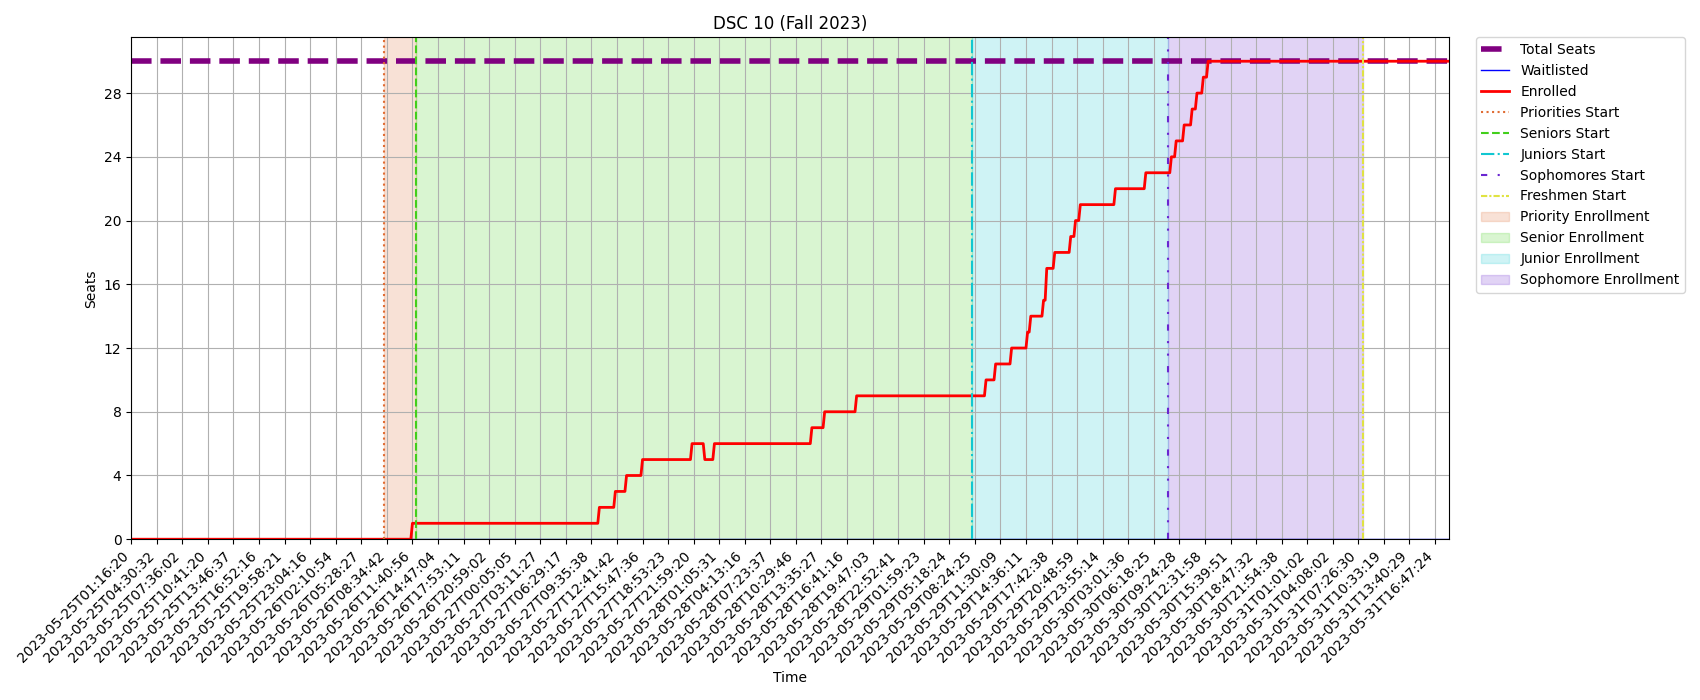 DSC 10 (Fall 2023)
Seats
28
24
20
16
12
8
4
0
2023-05-25T01:16:20
2023-05-25T04:30:32
2023-05-25T07:36:02
2023-05-25T10:41:20
2023-05-25T13:46:37
2023-05-25T16:52:16
2023-05-25T19:58:21
2023-05-25T23:04:16
2023-05-26T02:10:54
2023-05-26T05:28:27
2023-05-26T08:34:42
2023-05-26T11:40:56
2023-05-26T14:47:04
2023-05-26T17:53:11
2023-05-26T20:59:02
2023-05-27T00:05:05
2023-05-27T03:11:27
2023-05-27T06:29:17
2023-05-27T09:35:38
2023-05-27T12:41:42
2023-05-27T15:47:36
2023-05-27T18:53:23
2023-05-27T21:59:20
2023-05-28T01:05:31
2023-05-28T04:13:16
2023-05-28T07:23:37
2023-05-28T10:29:46
2023-05-28T13:35:27
2023-05-28T16:41:16
2023-05-28T19:47:03
2023-05-28T22:52:41
2023-05-29T01:59:23
2023-05-29T05:18:24
2023-05-29T08:24:25
2023-05-29T11:30:09
2023-05-29T14:36:11
2023-05-29T17:42:38
2023-05-29T20:48:59
2023-05-29T23:55:14
2023-05-30T03:01:36
2023-05-30T06:18:25
2023-05-30T09:24:28
2023-05-30T12:31:58
2023-05-30T15:39:51
2023-05-30T18:47:32
2023-05-30T21:54:38
2023-05-31T01:01:02
2023-05-31T04:08:02
2023-05-31T07:26:30
2023-05-31T10:33:19
2023-05-31T13:40:29
2023-05-31T16:47:24
Time
Total Seats
Waitlisted
Enrolled
Priorities Start
Seniors Start
Juniors Start
Sophomores Start
Freshmen Start
Priority Enrollment
Senior Enrollment
Junior Enrollment
Sophomore Enrollment